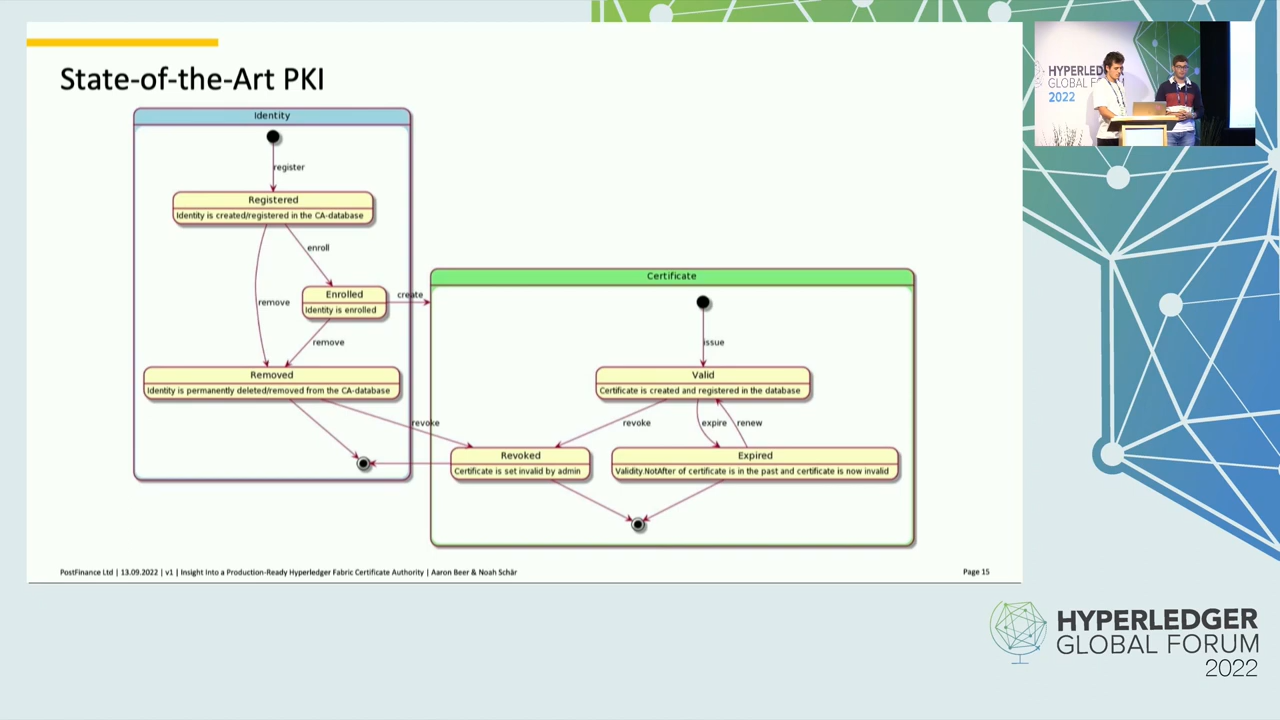 State-of-the-Art PKI
Identity
register
Registered
Identity is created/registered in the CA-database
enroll
Enrolled
Identity is enrolled
create
remove
remove
Removed
Identity is permanently deleted/removed from the CA-database
revoke
Certificate
issue
Valid
Certificate is created and registered in the database
revoke
expire
renew
Revoked
Certificate is set invalid by admin
Expired
Validity.NotAfter of certificate is in the past and certificate is now invalid
PostFinance Ltd | 13.09.2022 | v1 | Insight Into a Production-Ready Hyperledger Fabric Certificate Authority | Aaron Beer & Noah Schär
Page 15
GLOBAL FORUM
2022
HYPERLEDGER
GLOBAL FORUM
2022